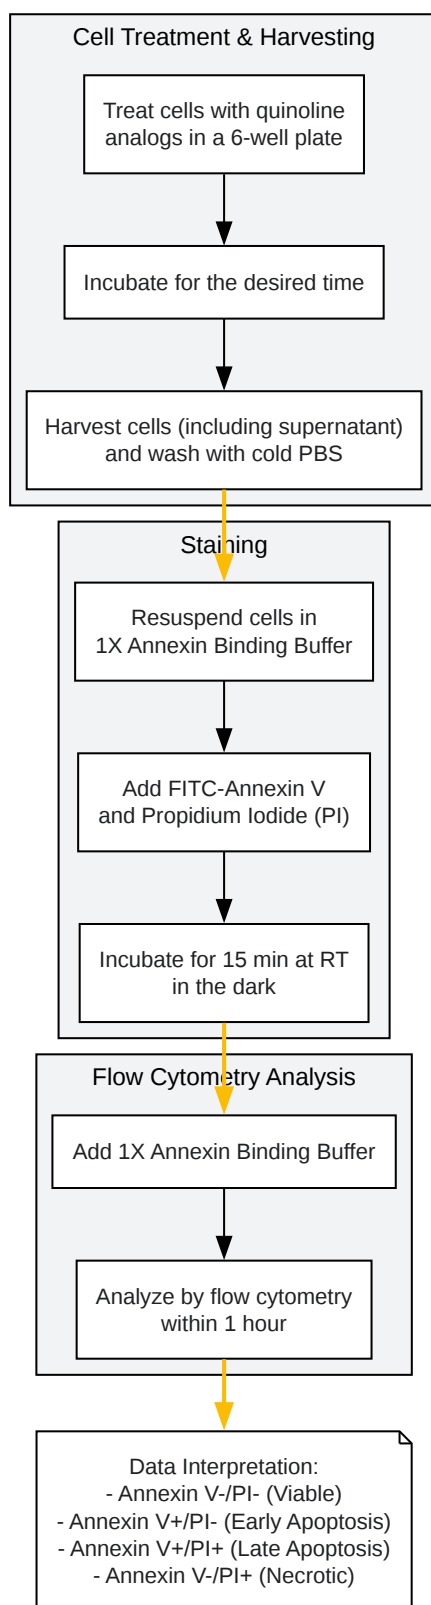 Cell Treatment & Harvesting
Treat cells with quinoline
analogs in a 6-well plate
Incubate for the desired time
Harvest cells (including supernatant)
and wash with cold PBS
Staining
Resuspend cells in
1X Annexin Binding Buffer
Add FITC-Annexin V
and Propidium Iodide (PI)
Incubate for 15 min at RT
in the dark
Flow Cytometry Analysis
Add 1X Annexin Binding Buffer
Analyze by flow cytometry
within 1 hour
Data Interpretation:
- Annexin V-/PI- (Viable)
- Annexin V+/PI- (Early Apoptosis)
- Annexin V+/PI+ (Late Apoptosis)
- Annexin V-/PI+ (Necrotic)